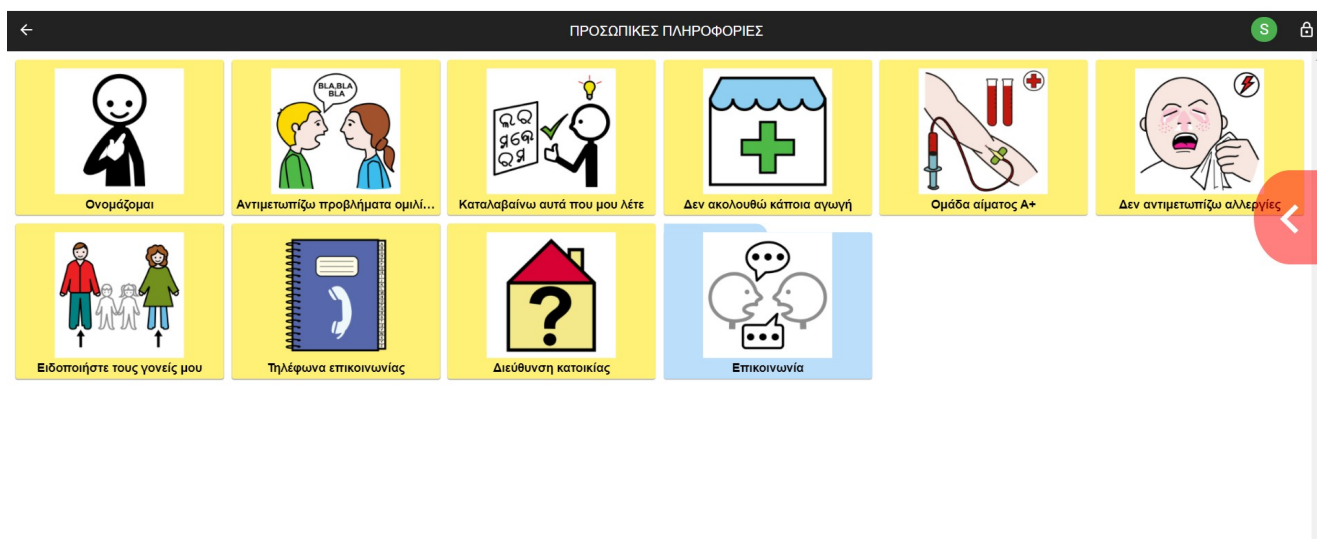 ΠΡΟΣΩΠΙΚΕΣ ΠΛΗΡΟΦΟΡΙΕΣ
S
BLA,BLA
BLA
Ονομάζομαι
Αντιμετωπίζω προβλήματα ομιλί...
Καταλαβαίνω αυτά που μου λέτε
Δεν ακολουθώ κάποια αγωγή
Ομάδα αίματος Α+
Δεν αντιμετωπίζω αλλεργίες
?
Ειδοποιήστε τους γονείς μου
Τηλέφωνα επικοινωνίας
Διεύθυνση κατοικίας
Επικοινωνία